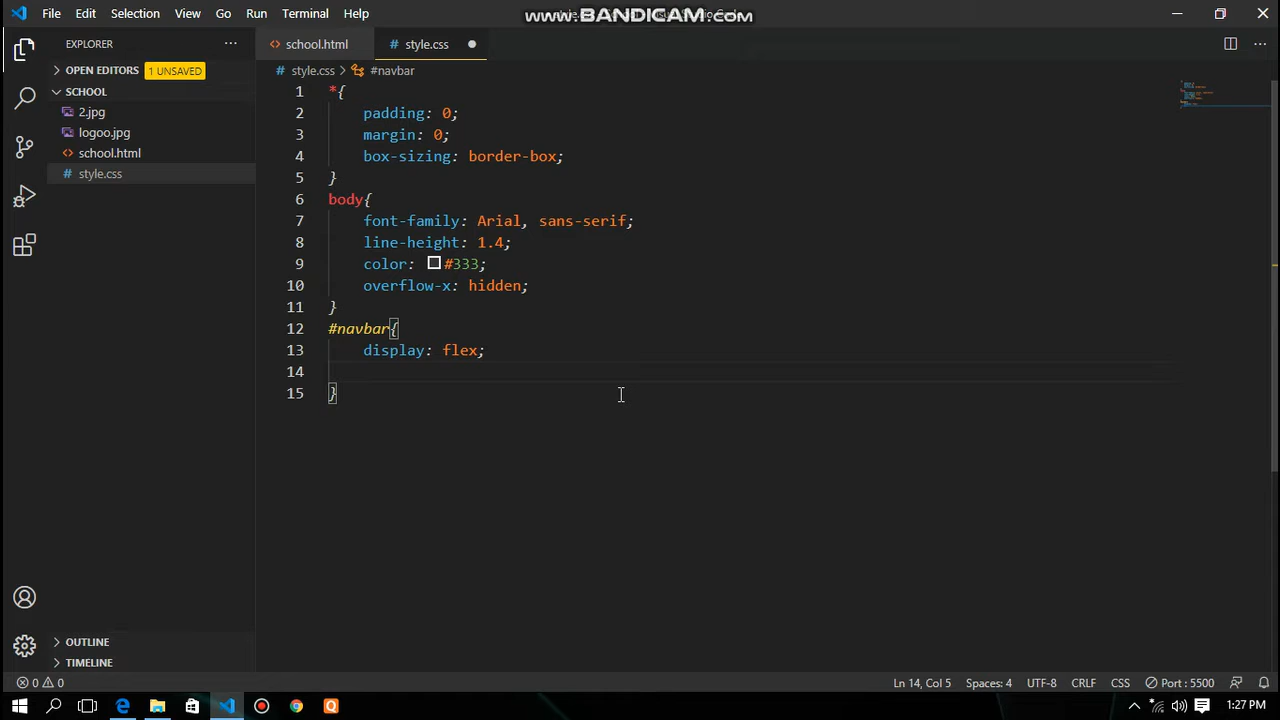 File Edit Selection View Go Run Terminal Help
www.BANDICAM.com
EXPLORER
OPEN EDITORS 1 UNSAVED
SCHOOL
2.jpg
logoo.jpg
school.html
style.css
OUTLINE
TIMELINE
school.html style.css
style.css > #navbar
1 *{
2 padding: 0;
3 margin: 0;
4 box-sizing: border-box;
5 }
6 body{
7 font-family: Arial, sans-serif;
8 line-height: 1.4;
9 color: #333;
10 overflow-x: hidden;
11 }
12 #navbar{
13 display: flex;
14
15 }
0 0
Ln 14, Col 5 Spaces: 4 UTF-8 CRLF CSS Port : 5500
1:27 PM